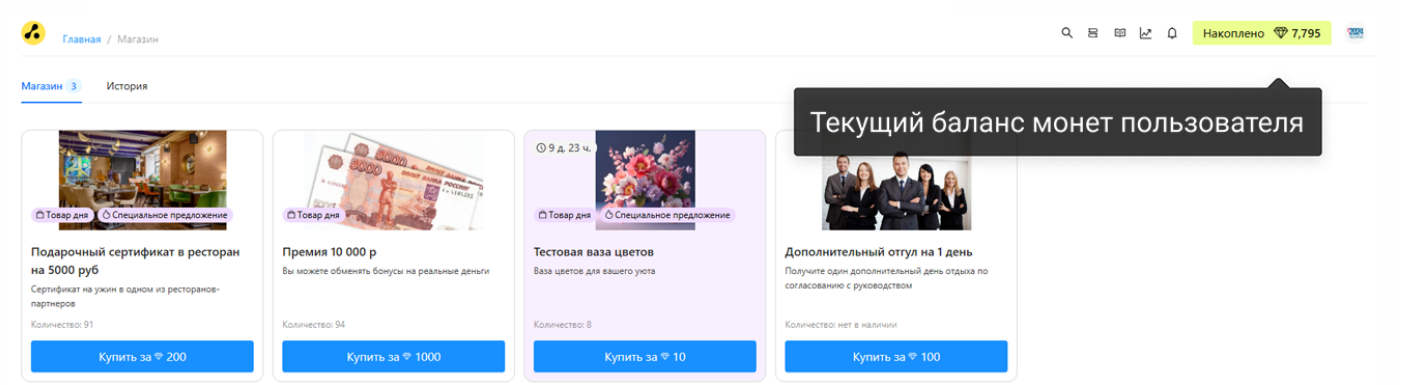 Главная / Магазин
Накоплено 7,795
Магазин 3
История
Текущий баланс монет пользователя
Товар дня
Специальное предложение
Подарочный сертификат в ресторан
на 5000 руб
Сертификат на ужин в одном из ресторанов-
партнеров
Количество: 91
Купить за 200
5000
Товар дня
Премия 10 000 р
Вы можете обменять бонусы на реальные деньги
Количество: 94
Купить за 1000
9 д. 23 ч.
Товар дня
Специальное предложение
Тестовая ваза цветов
Ваза цветов для вашего уюта
Количество: 8
Купить за 10
Дополнительный отгул на 1 день
Получите один дополнительный день отдыха по
согласованию с руководством
Количество: нет в наличии
Купить за 100